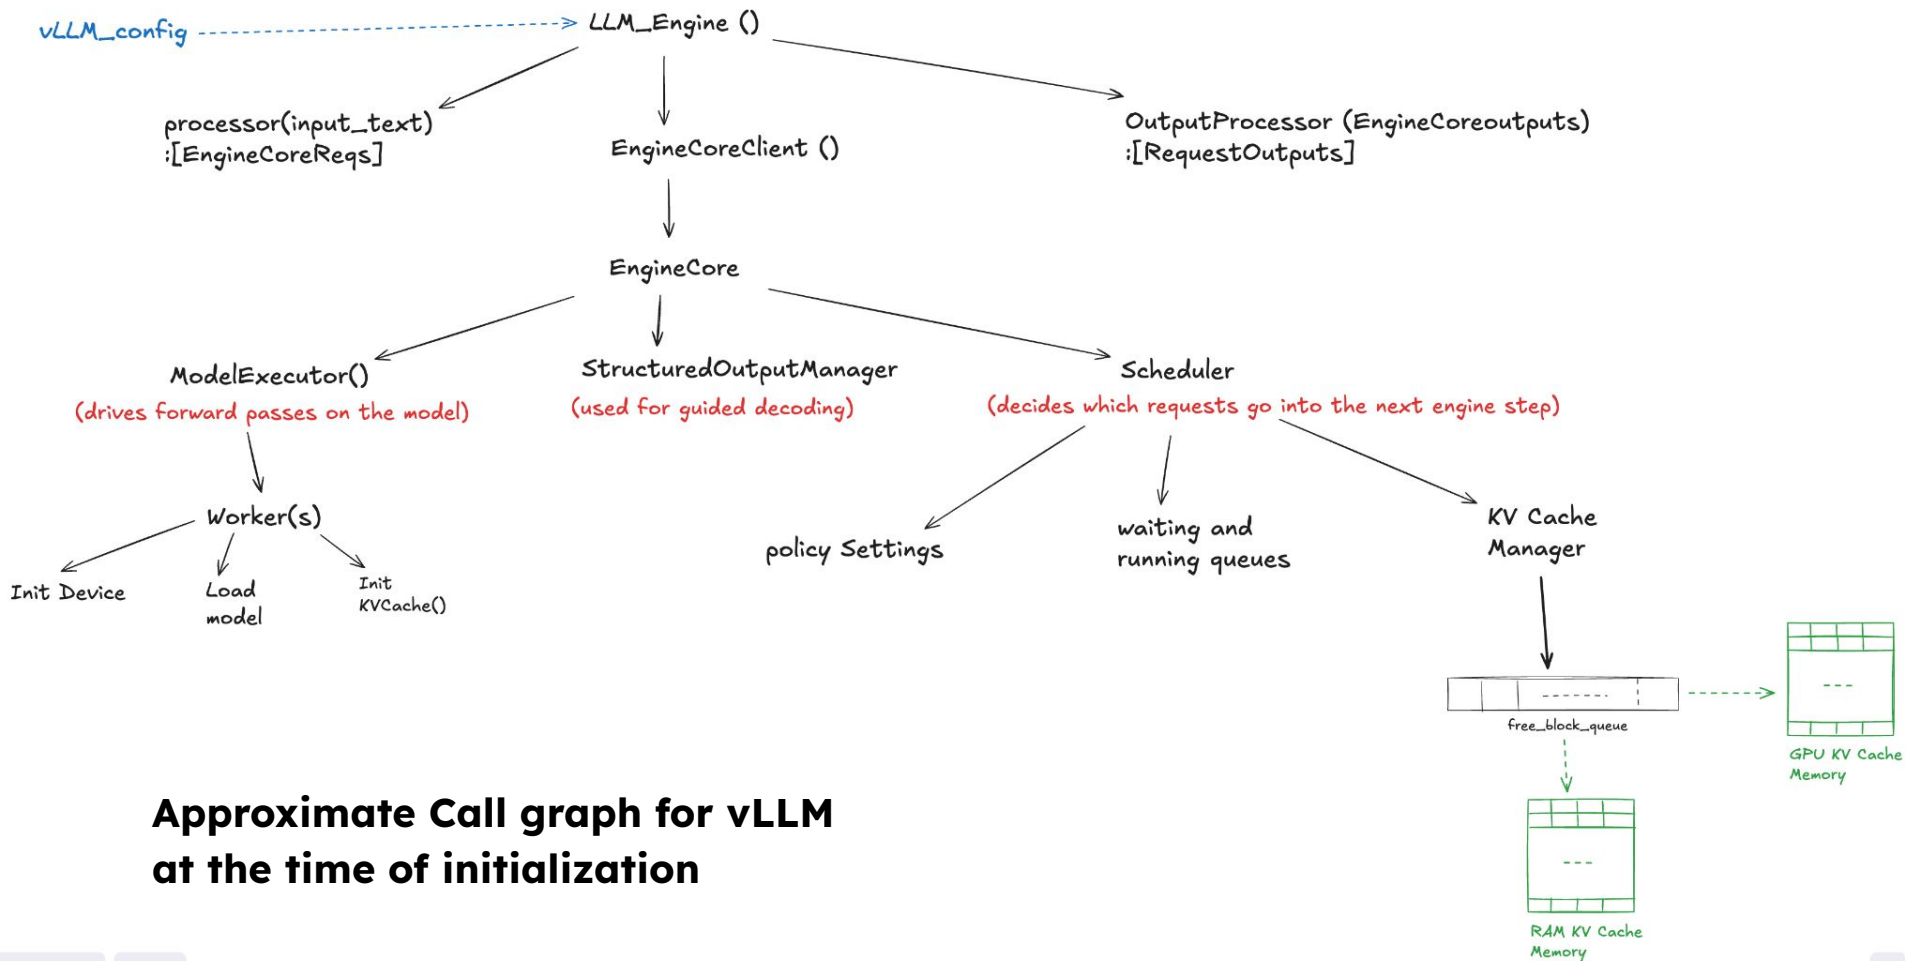 vLLM_config
LLM_Engine ()
processor(input_text)
:[EngineCoreReqs]
EngineCoreClient ()
OutputProcessor (EngineCoreoutputs)
:[RequestOutputs]
EngineCore
ModelExecutor()
(drives forward passes on the model)
StructuredOutputManager
(used for guided decoding)
Scheduler
(decides which requests go into the next engine step)
Worker(s)
Init Device
Load
model
Init
KVCache()
policy Settings
waiting and
running queues
KV Cache
Manager
free_block_queue
GPU KV Cache
Memory
RAM KV Cache
Memory
Approximate Call graph for vLLM
at the time of initialization